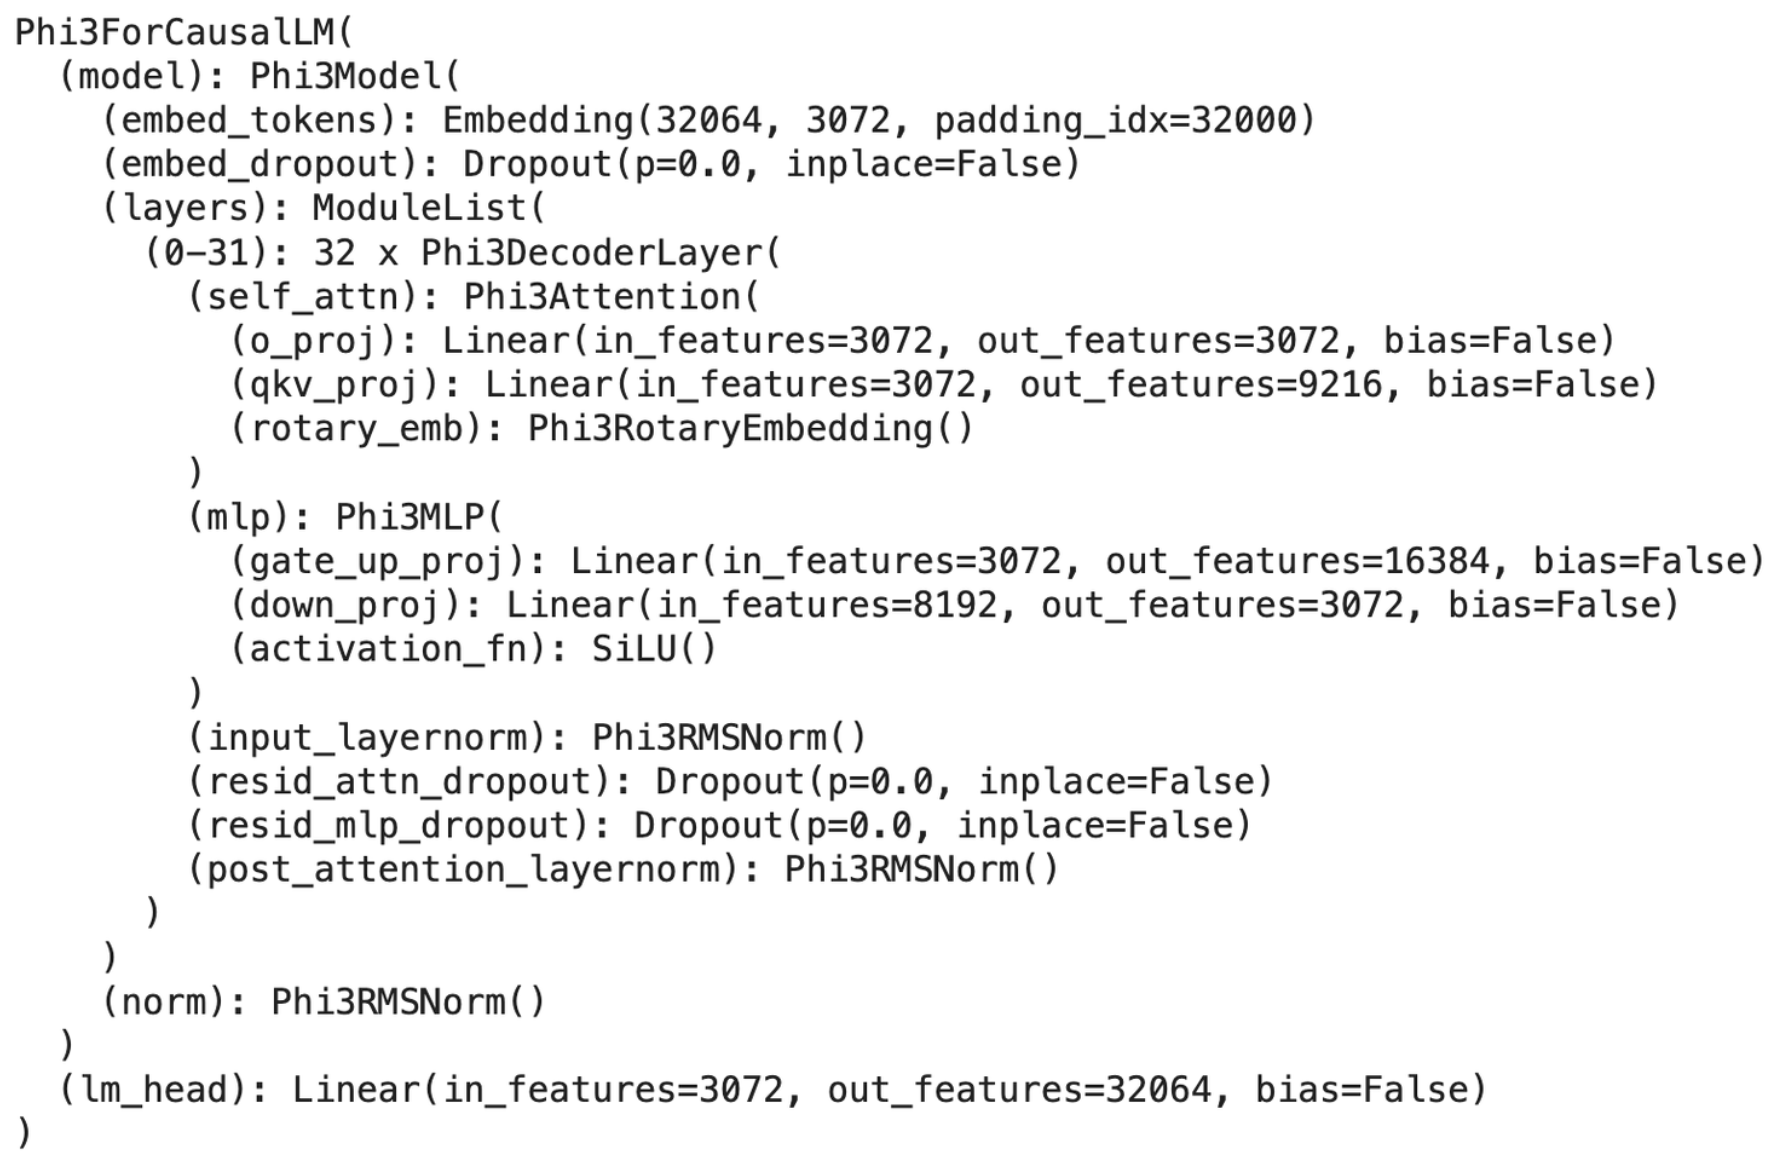 Phi3ForCausalLM(
  (model): Phi3Model(
    (embed_tokens): Embedding(32064, 3072, padding_idx=32000)
    (embed_dropout): Dropout(p=0.0, inplace=False)
    (layers): ModuleList(
      (0-31): 32 x Phi3DecoderLayer(
        (self_attn): Phi3Attention(
          (o_proj): Linear(in_features=3072, out_features=3072, bias=False)
          (qkv_proj): Linear(in_features=3072, out_features=9216, bias=False)
          (rotary_emb): Phi3RotaryEmbedding()
        )
        (mlp): Phi3MLP(
          (gate_up_proj): Linear(in_features=3072, out_features=16384, bias=False)
          (down_proj): Linear(in_features=8192, out_features=3072, bias=False)
          (activation_fn): SiLU()
        )
        (input_layernorm): Phi3RMSNorm()
        (resid_attn_dropout): Dropout(p=0.0, inplace=False)
        (resid_mlp_dropout): Dropout(p=0.0, inplace=False)
        (post_attention_layernorm): Phi3RMSNorm()
      )
    )
    (norm): Phi3RMSNorm()
  )
  (lm_head): Linear(in_features=3072, out_features=32064, bias=False)
)